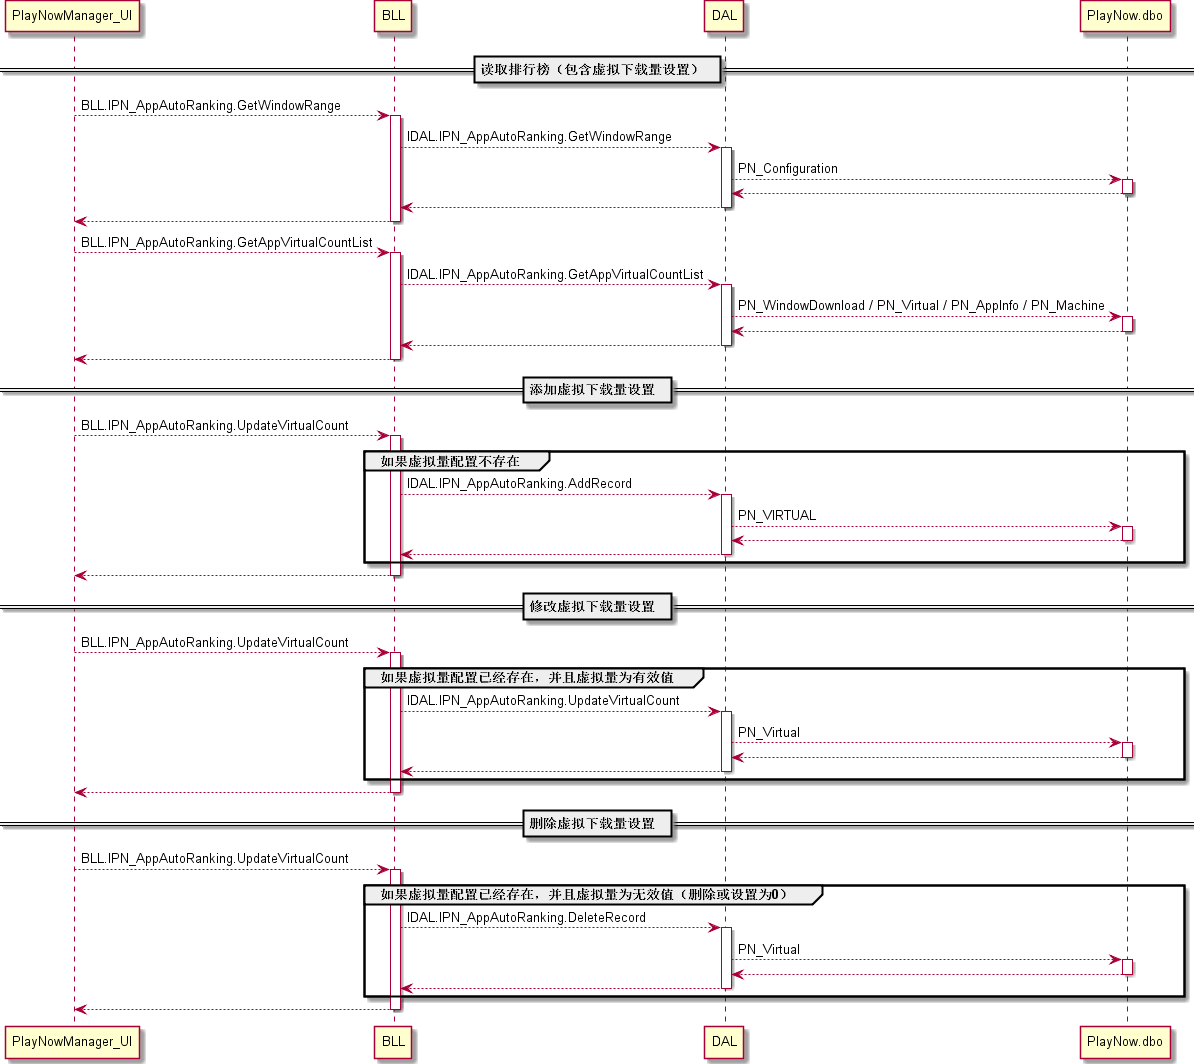 PlayNowManager_UI
BLL
DAL
PlayNow.dbo
读取排行榜（包含虚拟下载量设置）
BLL.IPN_AppAutoRanking.GetWindowRange
IDAL.IPN_AppAutoRanking.GetWindowRange
PN_Configuration
BLL.IPN_AppAutoRanking.GetAppVirtualCountList
IDAL.IPN_AppAutoRanking.GetAppVirtualCountList
PN_WindowDownload / PN_Virtual / PN_AppInfo / PN_Machine
添加虚拟下载量设置
BLL.IPN_AppAutoRanking.UpdateVirtualCount
如果虚拟量配置不存在
IDAL.IPN_AppAutoRanking.AddRecord
PN_VIRTUAL
修改虚拟下载量设置
BLL.IPN_AppAutoRanking.UpdateVirtualCount
如果虚拟量配置已经存在，并且虚拟量为有效值
IDAL.IPN_AppAutoRanking.UpdateVirtualCount
PN_Virtual
删除虚拟下载量设置
BLL.IPN_AppAutoRanking.UpdateVirtualCount
如果虚拟量配置已经存在，并且虚拟量为无效值（删除或设置为0）
IDAL.IPN_AppAutoRanking.DeleteRecord
PN_Virtual
PlayNowManager_UI
BLL
DAL
PlayNow.dbo